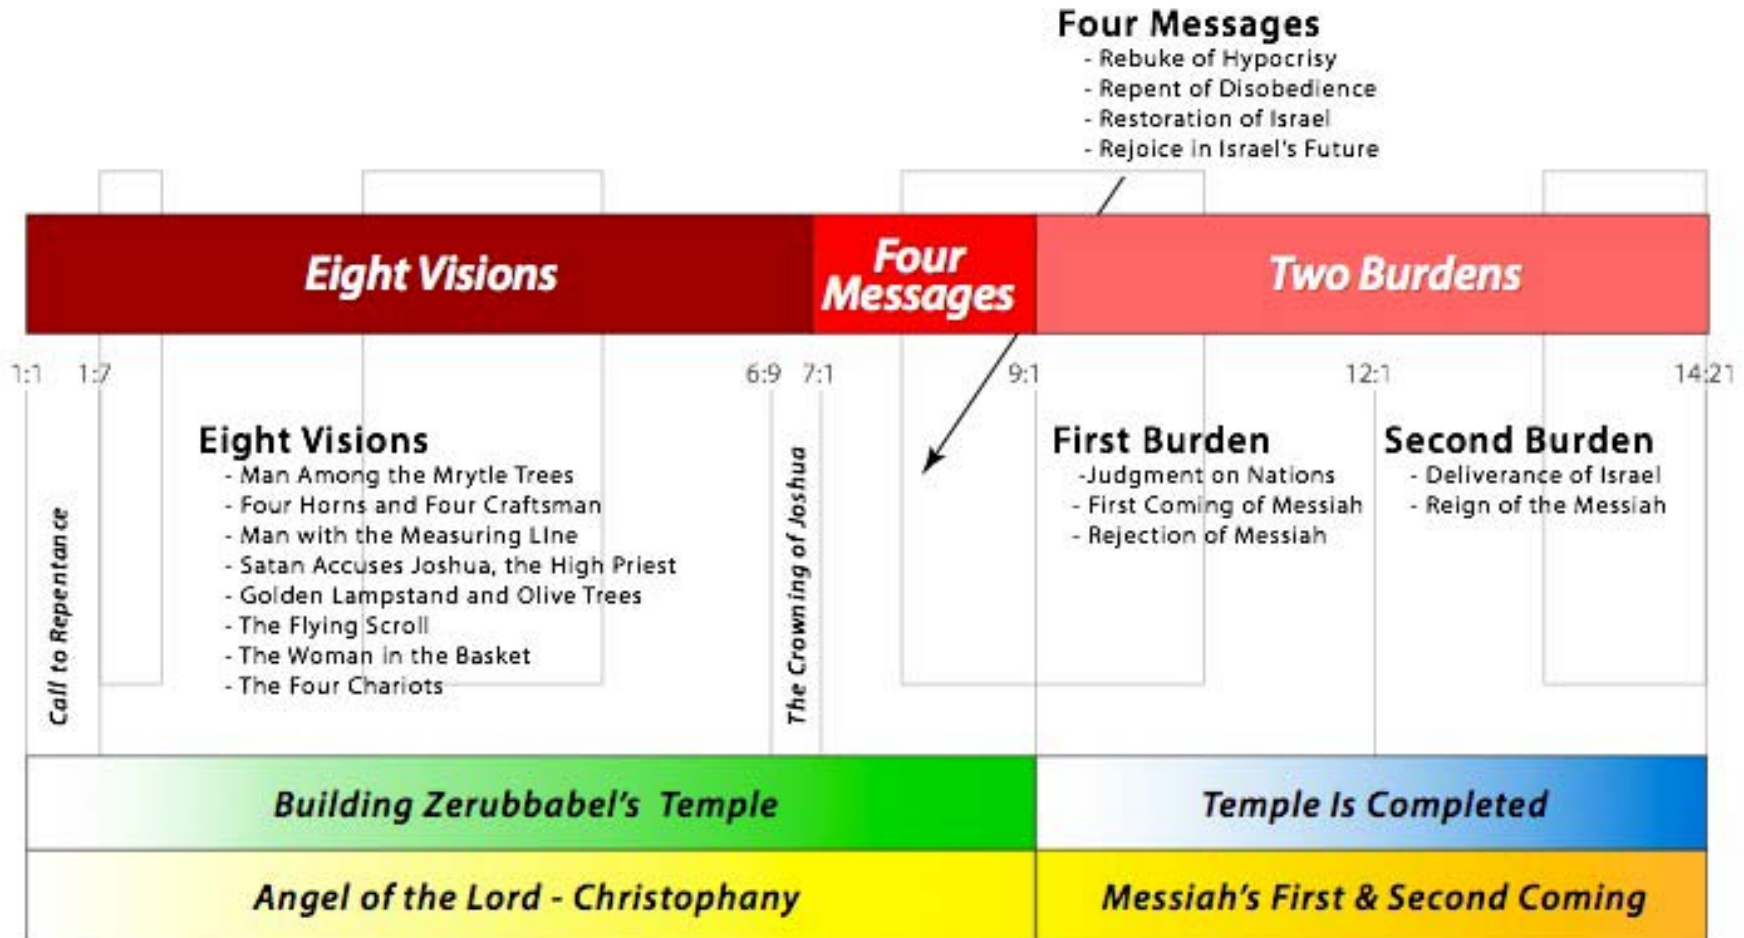 Four Messages
- Rebuke of Hypocrisy
- Repent of Disobedience
- Restoration of Israel
- Rejoice in Israel's Future
Eight Visions
Four
Messages
Two Burdens
1:1
1:7
6:9
7:1
9:1
12:1
14:21
Call to Repentance
Eight Visions
- Man Among the Mrytle Trees
- Four Horns and Four Craftsman
- Man with the Measuring LIne
- Satan Accuses Joshua, the High Priest
- Golden Lampstand and Olive Trees
- The Flying Scroll
- The Woman in the Basket
- The Four Chariots
The Crowning of Joshua
First Burden
-Judgment on Nations
- First Coming of Messiah
- Rejection of Messiah
Second Burden
- Deliverance of Israel
- Reign of the Messiah
Building Zerubbabel's Temple
Temple Is Completed
Angel of the Lord - Christophany
Messiah's First & Second Coming